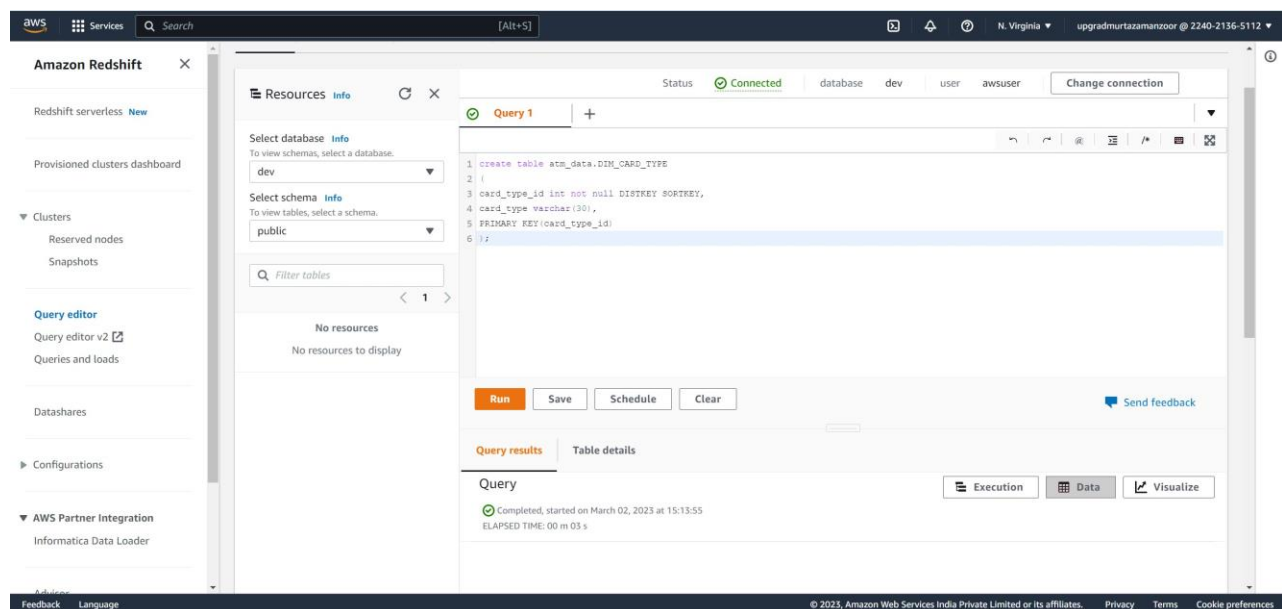 aws Services Search [Alt+S] N. Virginia upgradmurtazamanzoor @ 2240-2136-5112
Amazon Redshift
Redshift serverless New
Provisioned clusters dashboard
Clusters
Reserved nodes
Snapshots
Query editor
Query editor v2
Queries and loads
Datashares
Configurations
AWS Partner Integration
Informatica Data Loader
Advisor
Resources Info
Select database Info
To view schemas, select a database.
dev
Select schema Info
To view tables, select a schema.
public
Filter tables
1
No resources
No resources to display
Status Connected database dev user awsuser Change connection
Query 1 +
1 create table atm_data.DIM_CARD_TYPE
2 (
3 card_type_id int not null DISTKEY SORTKEY,
4 card_type varchar(30),
5 PRIMARY KEY(card_type_id)
6 );
Run Save Schedule Clear
Send feedback
Query results Table details
Query
Execution Data Visualize
Completed, started on March 02, 2023 at 15:13:55
ELAPSED TIME: 00 m 03 s
Feedback Language © 2023, Amazon Web Services India Private Limited or its affiliates. Privacy Terms Cookie preferences